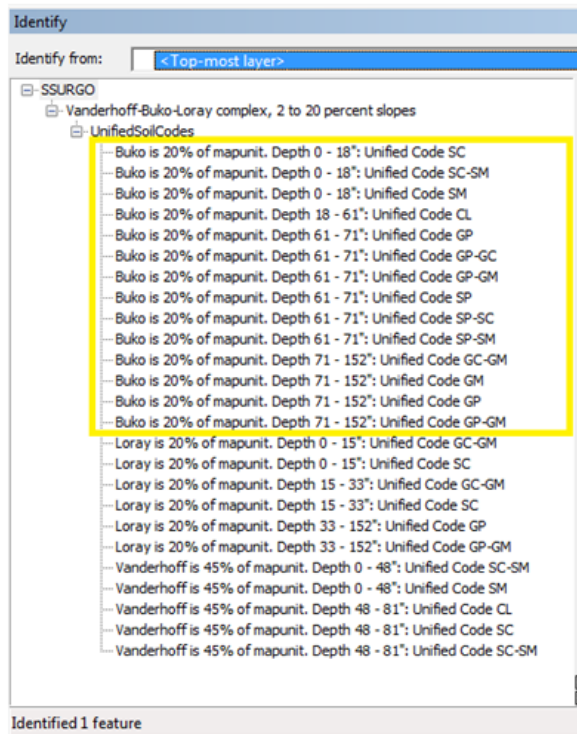 Identify
Identify from: <Top-most layer>
SSURGO
Vanderhoff-Buko-Loray complex, 2 to 20 percent slopes
UnifiedSoilCodes
Buko is 20% of mapunit. Depth 0 - 18": Unified Code SC
Buko is 20% of mapunit. Depth 0 - 18": Unified Code SC-SM
Buko is 20% of mapunit. Depth 0 - 18": Unified Code SM
Buko is 20% of mapunit. Depth 18 - 61": Unified Code CL
Buko is 20% of mapunit. Depth 61 - 71": Unified Code GP
Buko is 20% of mapunit. Depth 61 - 71": Unified Code GP-GC
Buko is 20% of mapunit. Depth 61 - 71": Unified Code GP-GM
Buko is 20% of mapunit. Depth 61 - 71": Unified Code SP
Buko is 20% of mapunit. Depth 61 - 71": Unified Code SP-SC
Buko is 20% of mapunit. Depth 61 - 71": Unified Code SP-SM
Buko is 20% of mapunit. Depth 71 - 152": Unified Code GC-GM
Buko is 20% of mapunit. Depth 71 - 152": Unified Code GM
Buko is 20% of mapunit. Depth 71 - 152": Unified Code GP
Buko is 20% of mapunit. Depth 71 - 152": Unified Code GP-GM
Loray is 20% of mapunit. Depth 0 - 15": Unified Code GC-GM
Loray is 20% of mapunit. Depth 0 - 15": Unified Code SC
Loray is 20% of mapunit. Depth 15 - 33": Unified Code GC-GM
Loray is 20% of mapunit. Depth 15 - 33": Unified Code SC
Loray is 20% of mapunit. Depth 33 - 152": Unified Code GP
Loray is 20% of mapunit. Depth 33 - 152": Unified Code GP-GM
Vanderhoff is 45% of mapunit. Depth 0 - 48": Unified Code SC-SM
Vanderhoff is 45% of mapunit. Depth 0 - 48": Unified Code SM
Vanderhoff is 45% of mapunit. Depth 48 - 81": Unified Code CL
Vanderhoff is 45% of mapunit. Depth 48 - 81": Unified Code SC
Vanderhoff is 45% of mapunit. Depth 48 - 81": Unified Code SC-SM
Identified 1 feature